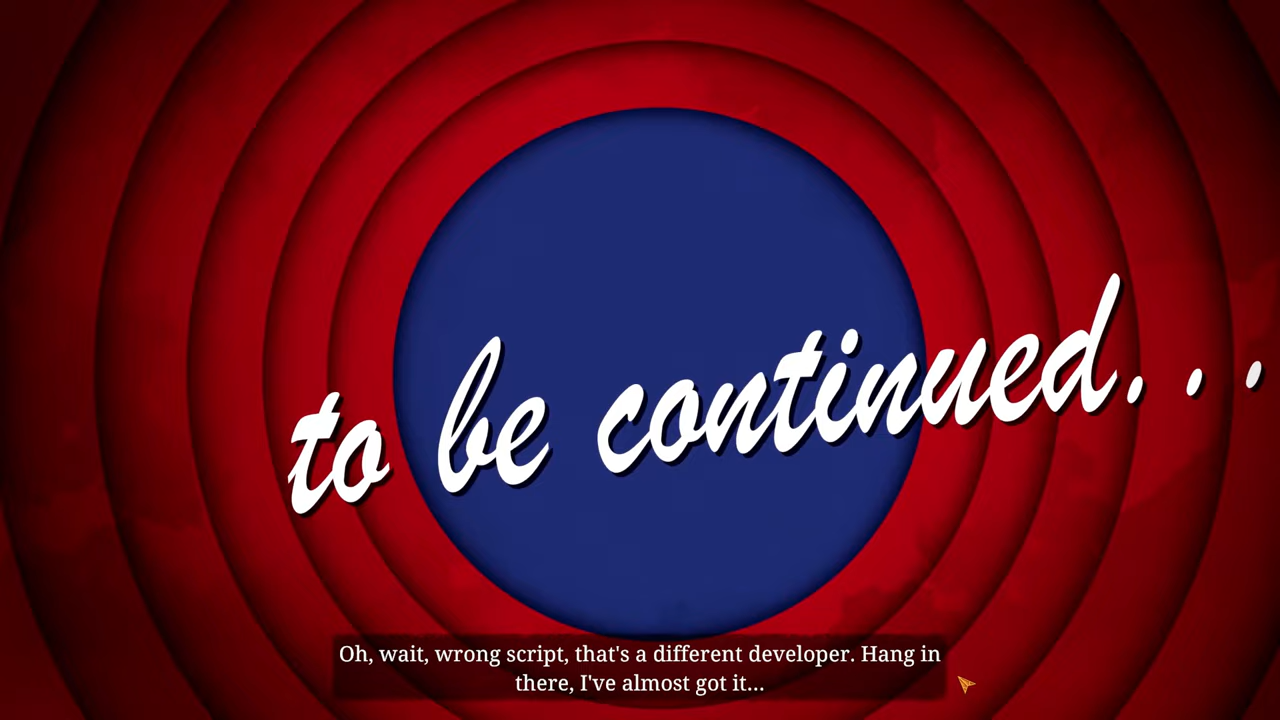 to be continued. . .
Oh, wait, wrong script, that's a different developer. Hang in
there, I've almost got it...